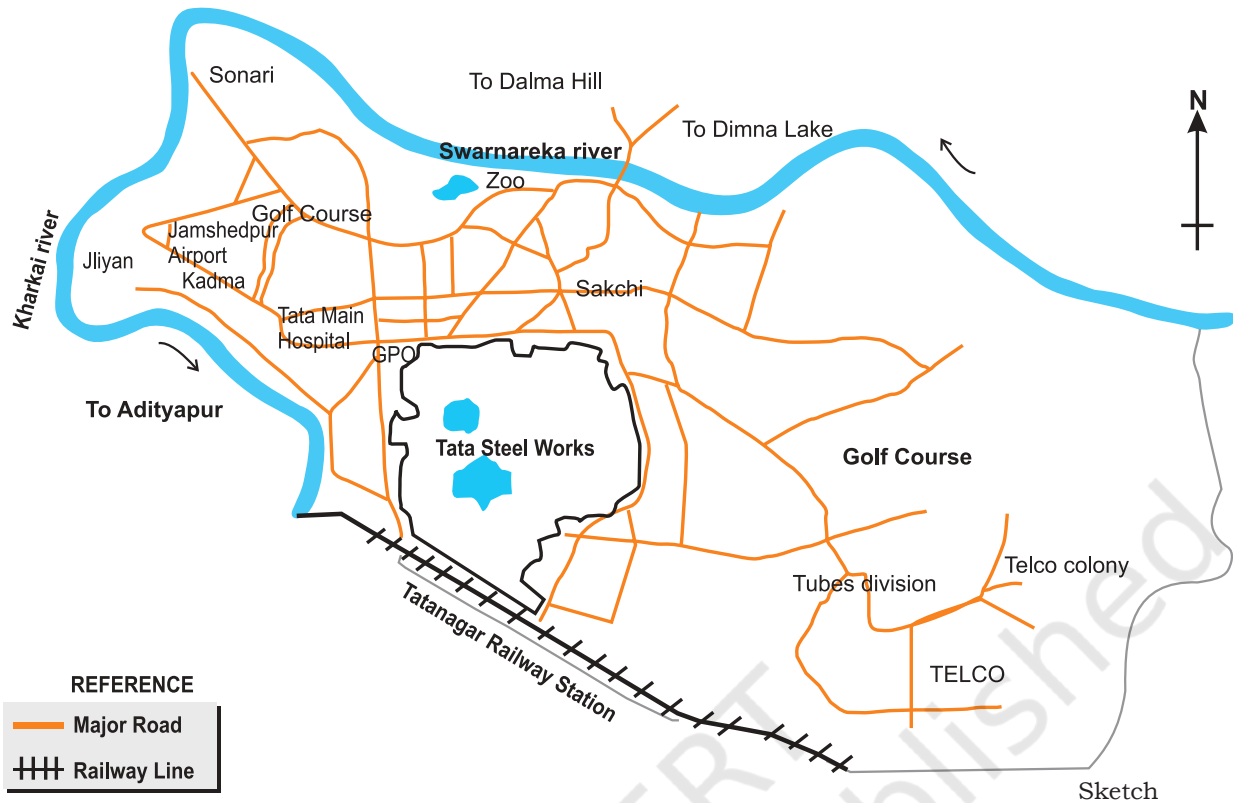 Sonari
To Dalma Hill
N
To Dimna Lake
Swarnareka river
Zoo
Golf Course
Jamshedpur
Airport
Kadma
Jliyan
Kharkai river
Sakchi
Tata Main
Hospital
GPO
To Adityapur
Tata Steel Works
Golf Course
Telco colony
Tubes division
Tatanagar Railway Station
TELCO
REFERENCE
Major Road
Railway Line
Sketch